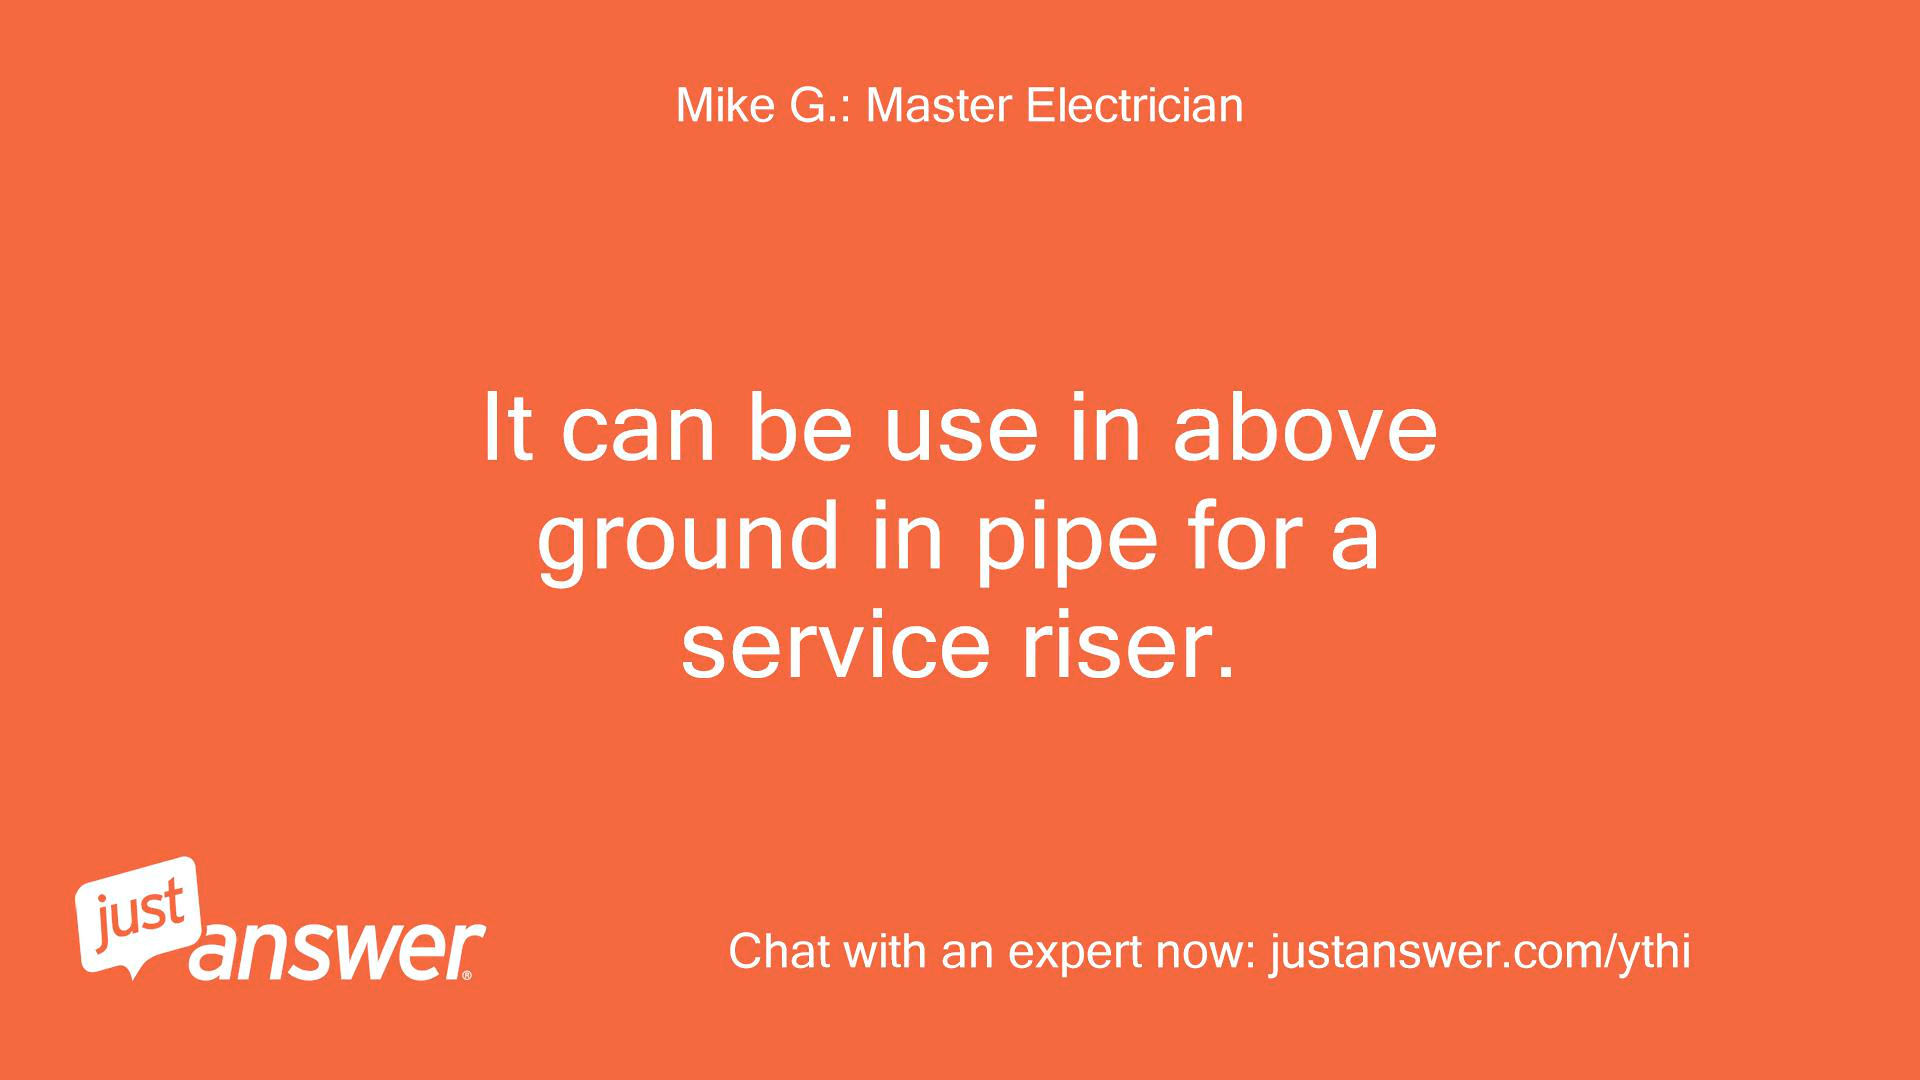 Mike G.: Master Electrician
It can be use in above
ground in pipe for a
service riser.
just
answer®
Chat with an expert now: justanswer.com/ythi